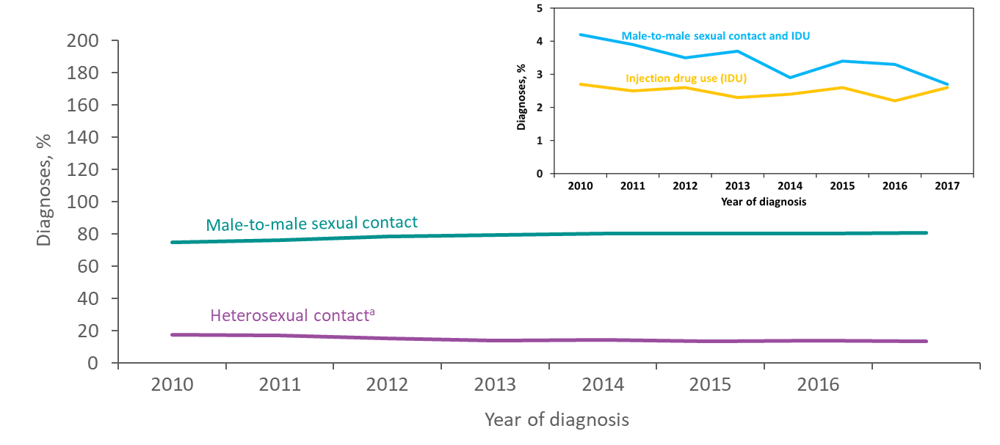 200
180
160
140
120
100
80
60
40
20
0
Diagnoses, %
Male-to-male sexual contact
Heterosexual contactᵃ
2010 2011 2012 2013 2014 2015 2016
Year of diagnosis
5
4
3
2
1
0
Diagnoses, %
Male-to-male sexual contact and IDU
Injection drug use (IDU)
2010 2011 2012 2013 2014 2015 2016 2017
Year of diagnosis